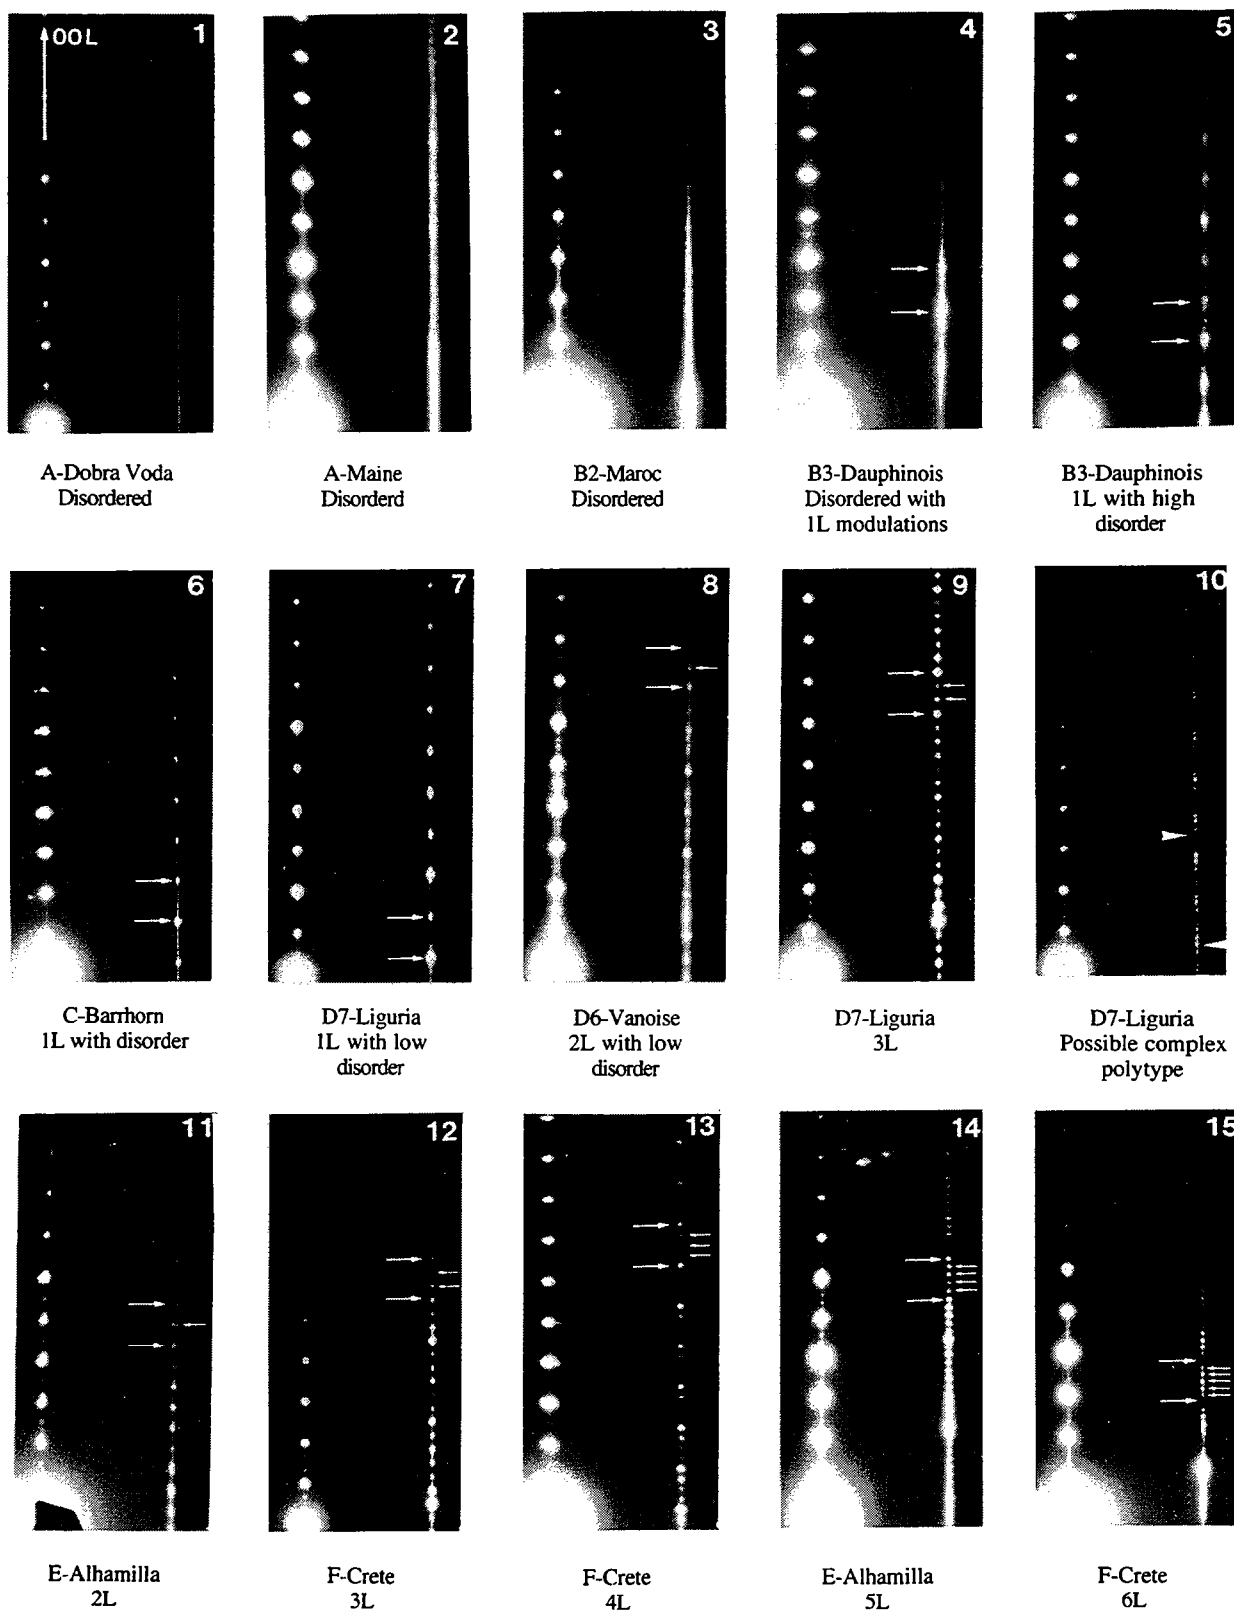 OOL
1
2
3
4
5
A-Dobra Voda
Disordered
A-Maine
Disorderd
B2-Maroc
Disordered
B3-Dauphinois
Disordered with
1L modulations
B3-Dauphinois
1L with high
disorder
6
7
8
9
10
C-Barrhorn
1L with disorder
D7-Liguria
1L with low
disorder
D6-Vanoise
2L with low
disorder
D7-Liguria
3L
D7-Liguria
Possible complex
polytype
11
12
13
14
15
E-Alhamilla
2L
F-Crete
3L
F-Crete
4L
E-Alhamilla
5L
F-Crete
6L